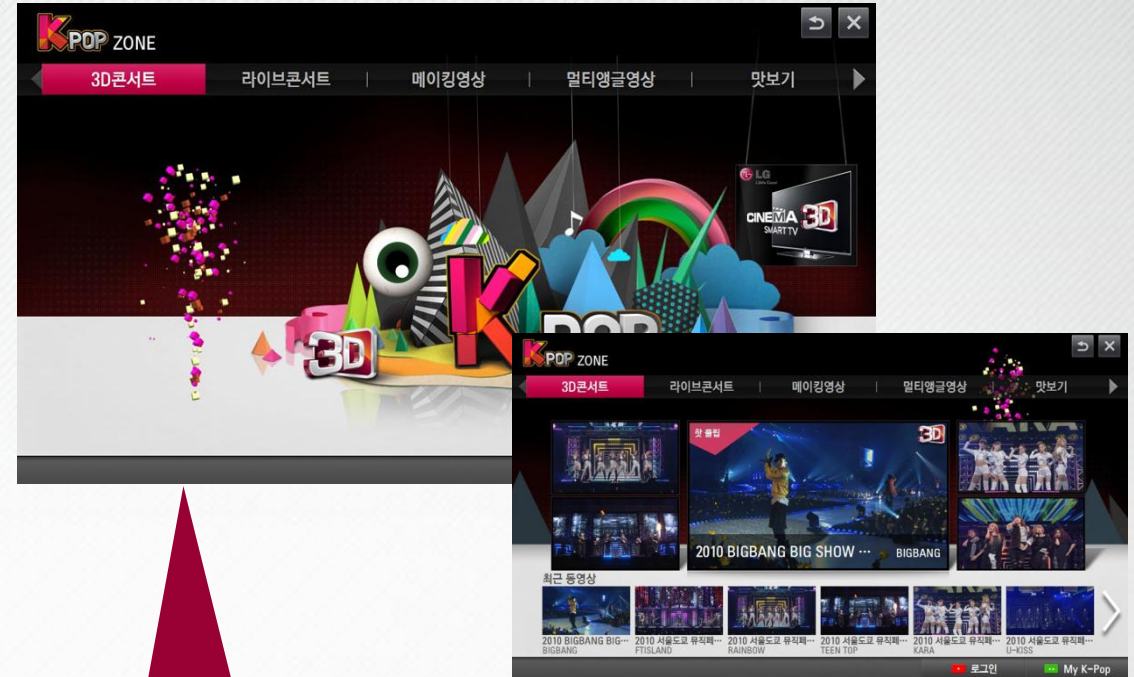 KPOP ZONE
3D콘서트
라이브콘서트
메이킹영상
멀티앵글영상
맛보기
LG
CINEMA 3D
SMART TV
3D
K
POP
KPOP ZONE
3D콘서트
라이브콘서트
메이킹영상
멀티앵글영상
맛보기
핫 클립
3D
2010 BIGBANG BIG SHOW ··· BIGBANG
최근 동영상
2010 BIGBANG BIG···
BIGBANG
2010 서울도쿄 뮤직페···
FTISLAND
2010 서울도쿄 뮤직페···
RAINBOW
2010 서울도쿄 뮤직페···
TEEN TOP
2010 서울도쿄 뮤직페···
KARA
2010 서울도쿄 뮤직페···
U-KISS
로그인
My K-Pop